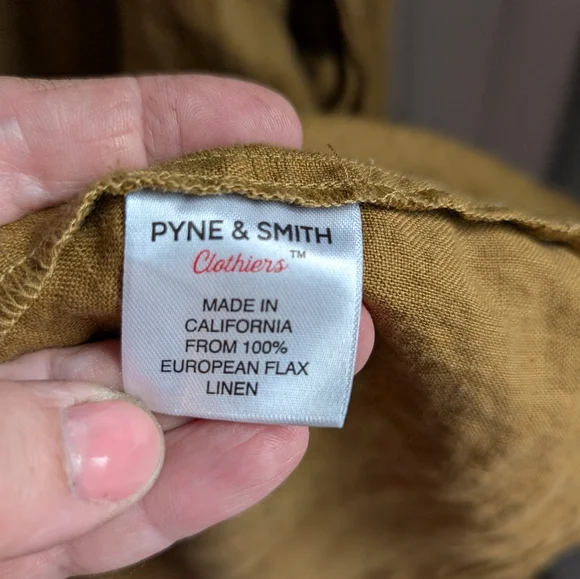 PYNE & SMITH
Clothiers™
MADE IN
CALIFORNIA
FROM 100%
EUROPEAN FLAX
LINEN